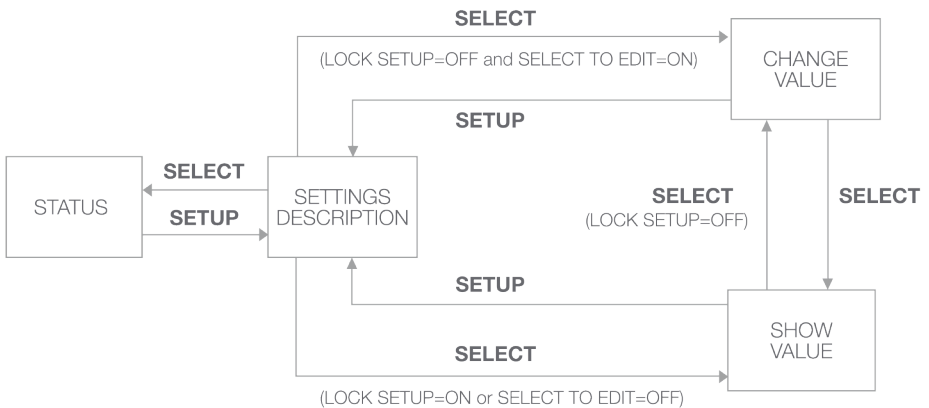 SELECT
(LOCK SETUP=OFF and SELECT TO EDIT=ON)
CHANGE
VALUE
SETUP
STATUS
SELECT
SETUP
SETTINGS
DESCRIPTION
SELECT
(LOCK SETUP=OFF)
SELECT
SETUP
SHOW
VALUE
SELECT
(LOCK SETUP=ON or SELECT TO EDIT=OFF)